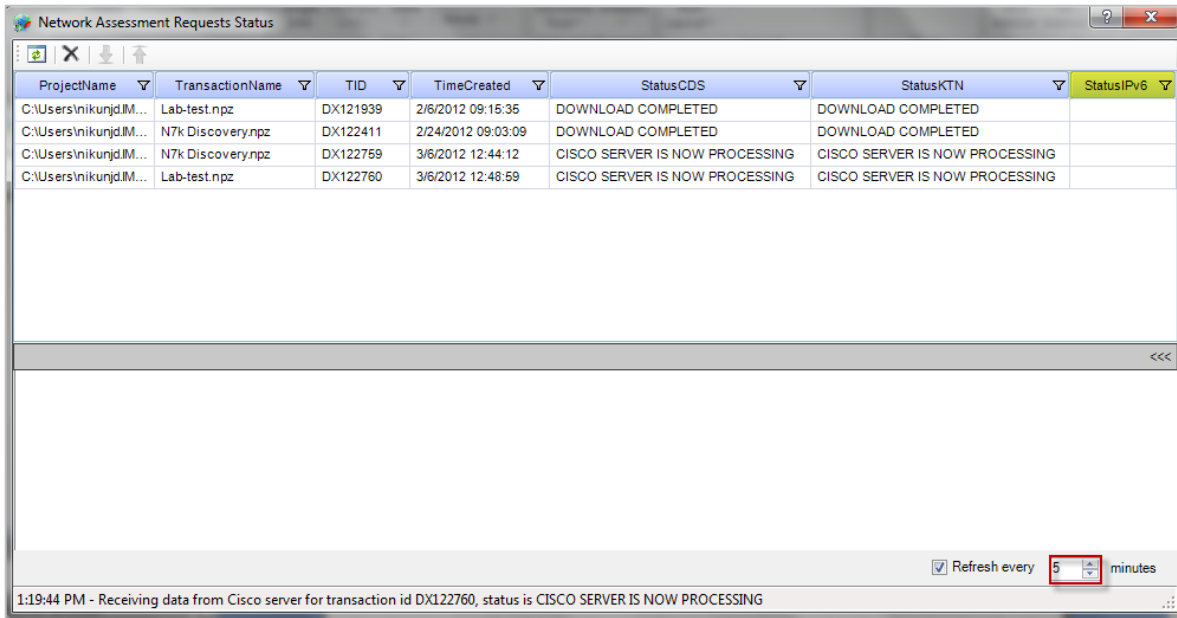 Network Assessment Requests Status
ProjectName TransactionName TID TimeCreated StatusCDS StatusKTN StatusIPv6
C:\Users\nikunjd.IM... Lab-test.npz DX121939 2/6/2012 09:15:35 DOWNLOAD COMPLETED DOWNLOAD COMPLETED
C:\Users\nikunjd.IM... N7k Discovery.npz DX122411 2/24/2012 09:03:09 DOWNLOAD COMPLETED DOWNLOAD COMPLETED
C:\Users\nikunjd.IM... N7k Discovery.npz DX122759 3/6/2012 12:44:12 CISCO SERVER IS NOW PROCESSING CISCO SERVER IS NOW PROCESSING
C:\Users\nikunjd.IM... Lab-test.npz DX122760 3/6/2012 12:48:59 CISCO SERVER IS NOW PROCESSING CISCO SERVER IS NOW PROCESSING
<<<
Refresh every 5 minutes
1:19:44 PM - Receiving data from Cisco server for transaction id DX122760, status is CISCO SERVER IS NOW PROCESSING